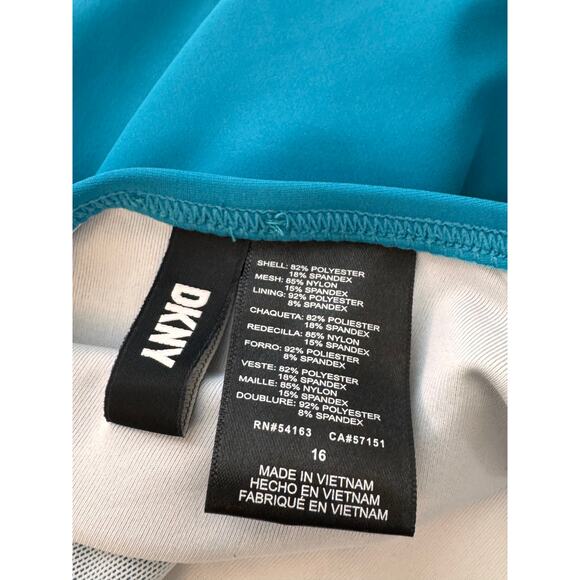 DKNY
SHELL: 82% POLYESTER
18% SPANDEX
MESH: 85% NYLON
15% SPANDEX
LINING: 92% POLYESTER
8% SPANDEX
CHAQUETA: 82% POLIESTER
18% SPANDEX
REDECILLA: 85% NYLON
15% SPANDEX
FORRO: 92% POLIESTER
8% SPANDEX
VESTE: 82% POLYESTER
18% SPANDEX
MAILLE: 85% NYLON
15% SPANDEX
DOUBLURE: 92% POLYESTER
8% SPANDEX
RN#54163 CA#57151
16
MADE IN VIETNAM
HECHO EN VIETNAM
FABRIQUÉ EN VIETNAM